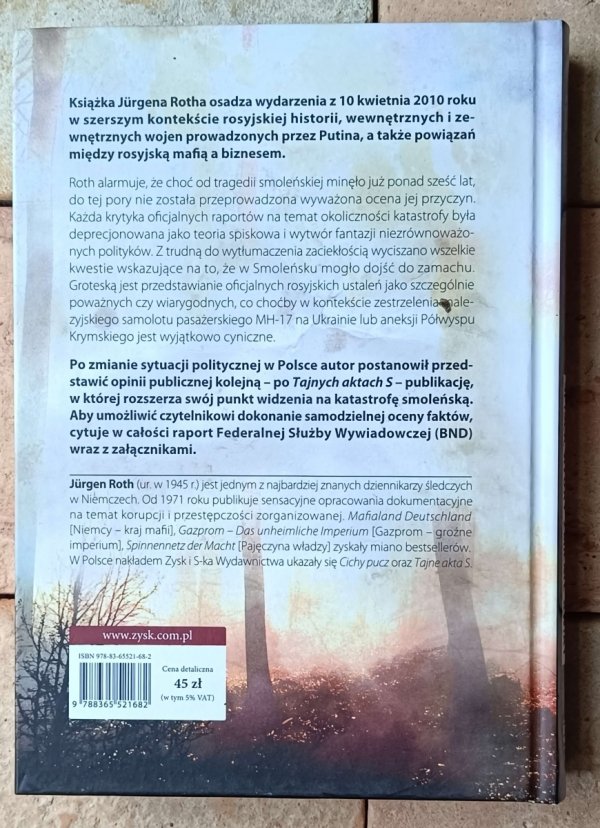 Książka Jürgena Rotha osadza wydarzenia z 10 kwietnia 2010 roku
w szerszym kontekście rosyjskiej historii, wewnętrznych i ze-
wnętrznych wojen prowadzonych przez Putina, a także powiązań
między rosyjską mafią a biznesem.
Roth alarmuje, że choć od tragedii smoleńskiej minęło już ponad sześć lat,
do tej pory nie została przeprowadzona wyważona ocena jej przyczyn.
Każda krytyka oficjalnych raportów na temat okoliczności katastrofy była
deprecjonowana jako teoria spiskowa i wytwór fantazji niezrównoważo-
nych polityków. Z trudną do wytłumaczenia zaciekłością wyciszano wszelkie
kwestie wskazujące na to, że w Smoleńsku mogło dojść do zamachu.
Groteską jest przedstawianie oficjalnych rosyjskich ustaleń jako szczególnie
poważnych czy wiarygodnych, co choćby w kontekście zestrzelenia male-
zyjskiego samolotu pasażerskiego MH-17 na Ukrainie lub aneksji Półwyspu
Krymskiego jest wyjątkowo cyniczne.
Po zmianie sytuacji politycznej w Polsce autor postanowił przed-
stawić opinii publicznej kolejną – po Tajnych aktach S – publikację,
w której rozszerza swój punkt widzenia na katastrofę smoleńską.
Aby umożliwić czytelnikowi dokonanie samodzielnej oceny faktów,
cytuje w całości raport Federalnej Służby Wywiadowczej (BND)
wraz z załącznikami.
Jürgen Roth (ur. w 1945 r.) jest jednym z najbardziej znanych dziennikarzy śledczych
w Niemczech. Od 1971 roku publikuje sensacyjne opracowania dokumentacyjne
na temat korupcji i przestępczości zorganizowanej. Mafialand Deutschland
[Niemcy – kraj mafii], Gazprom – Das unheimliche Imperium [Gazprom – groźne
imperium], Spinnennetz der Macht [Pajęczyna władzy] zyskały miano bestsellerów.
W Polsce nakładem Zysk i S-ka Wydawnictwa ukazały się Cichy pucz oraz Tajne akta S.
www.zysk.com.pl
ISBN 978-83-65521-68-2
Cena detaliczna
45 zł
(w tym 5% VAT)
9 788365 521682